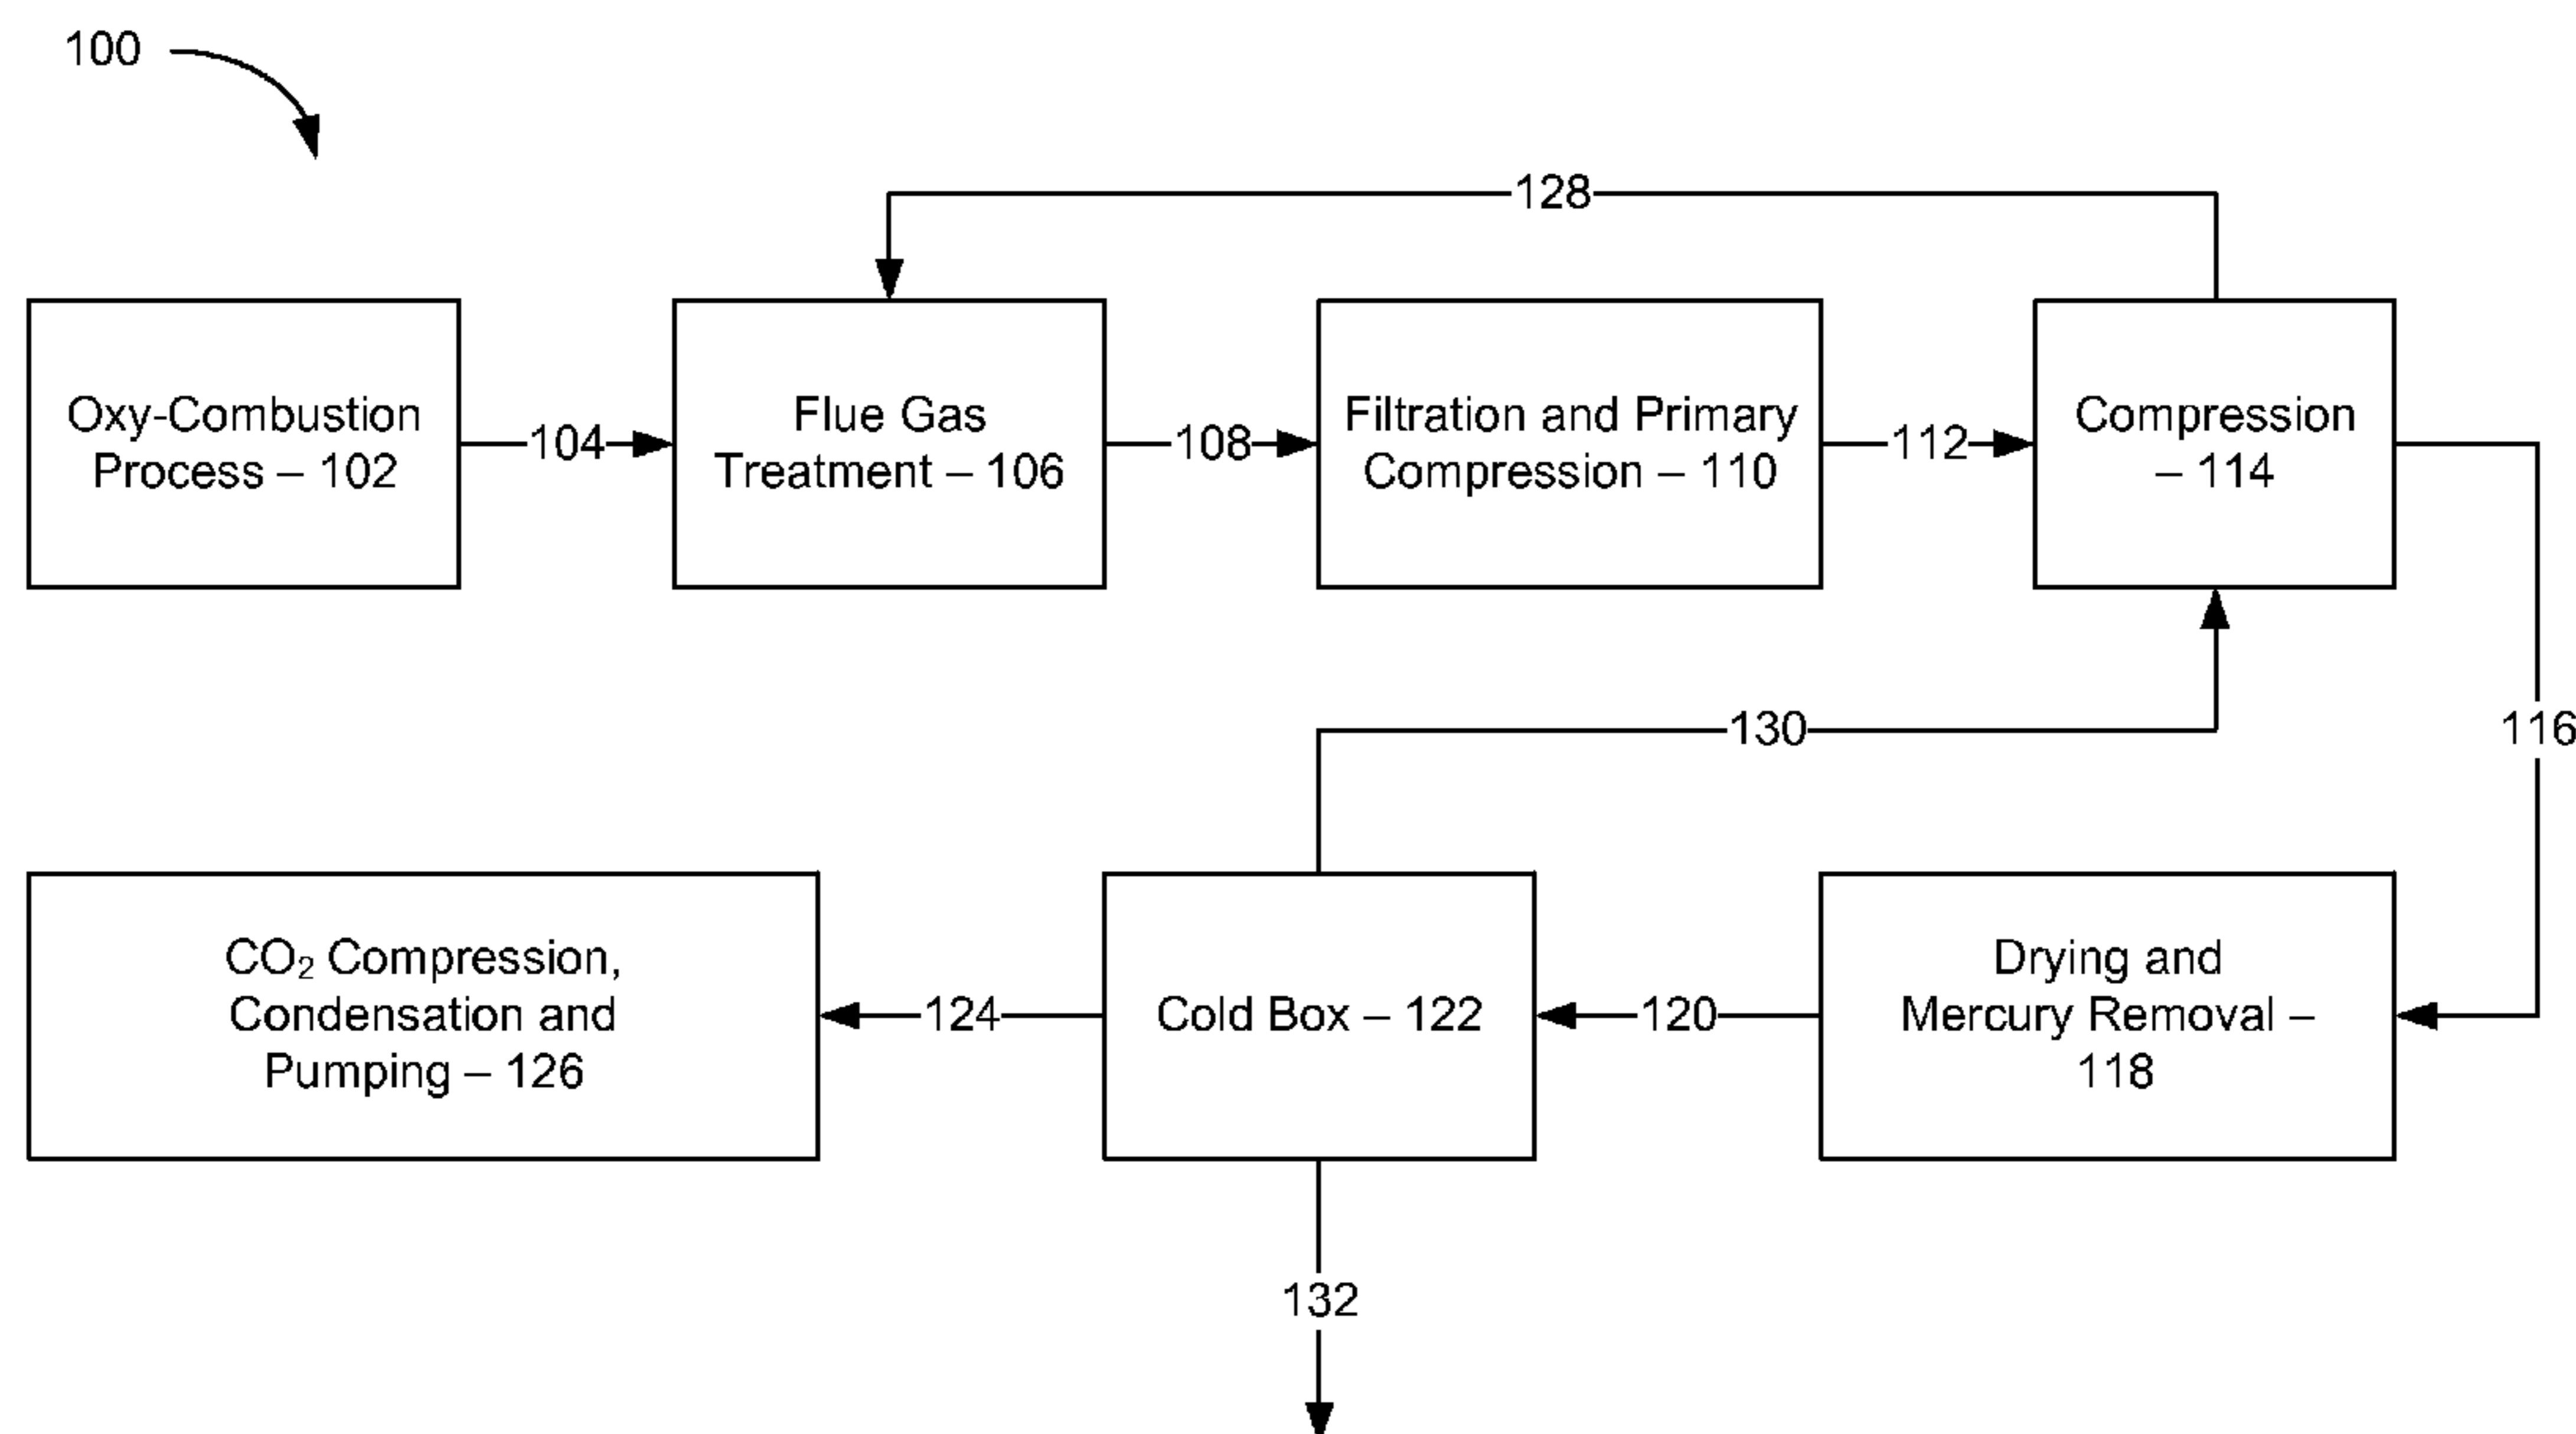 100
128
Oxy-Combustion
Process – 102
104
Flue Gas
Treatment – 106
108
Filtration and Primary
Compression – 110
112
Compression
– 114
130
116
CO₂ Compression,
Condensation and
Pumping – 126
124
Cold Box – 122
120
Drying and
Mercury Removal –
118
132